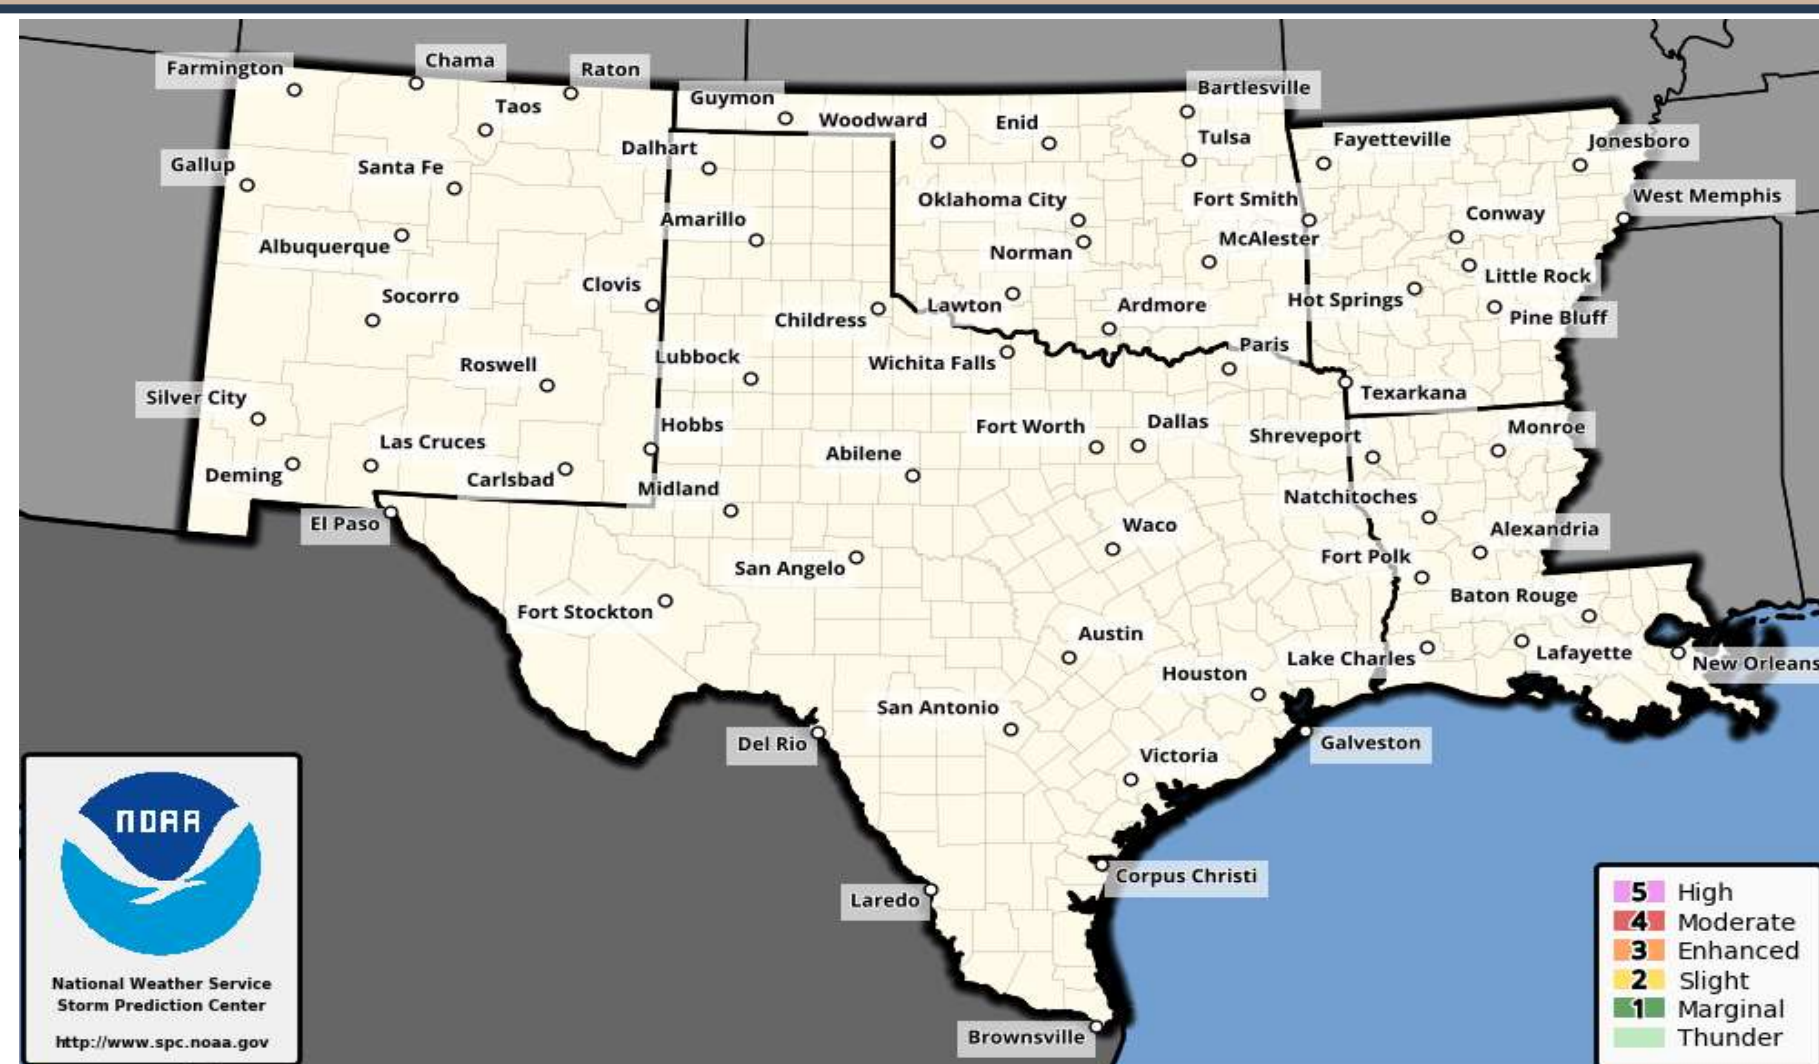 Farmington
Chama
Raton
Taos
Guymon
Woodward
Enid
Bartlesville
Tulsa
Fayetteville
Jonesboro
Gallup
Santa Fe
Dalhart
Amarillo
Oklahoma City
Fort Smith
West Memphis
Conway
Albuquerque
Norman
McAlester
Little Rock
Socorro
Clovis
Childress
Lawton
Ardmore
Hot Springs
Pine Bluff
Roswell
Lubbock
Wichita Falls
Paris
Texarkana
Silver City
Hobbs
Fort Worth
Dallas
Shreveport
Monroe
Las Cruces
Abilene
Deming
Carlsbad
Midland
Natchitoches
El Paso
Waco
Alexandria
San Angelo
Fort Polk
Fort Stockton
Baton Rouge
Austin
Lake Charles
Lafayette
New Orleans
Houston
San Antonio
Del Rio
Galveston
Victoria
Corpus Christi
Laredo
Brownsville
NOAA
National Weather Service
Storm Prediction Center
http://www.spc.noaa.gov
5 High
4 Moderate
3 Enhanced
2 Slight
1 Marginal
Thunder